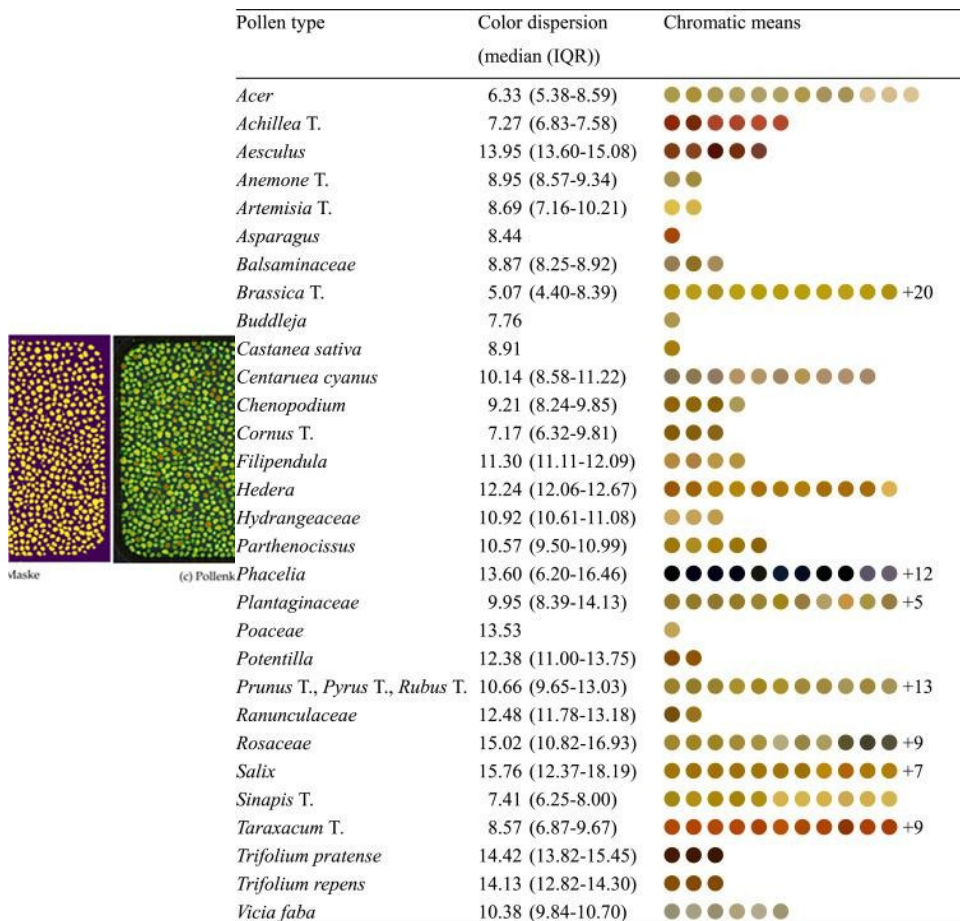 Pollen type Color dispersion Chromatic means
(median (IQR))
Acer 6.33 (5.38-8.59)
Achillea T. 7.27 (6.83-7.58)
Aesculus 13.95 (13.60-15.08)
Anemone T. 8.95 (8.57-9.34)
Artemisia T. 8.69 (7.16-10.21)
Asparagus 8.44
Balsaminaceae 8.87 (8.25-8.92)
Brassica T. 5.07 (4.40-8.39) +20
Buddleja 7.76
Castanea sativa 8.91
Centaruea cyanus 10.14 (8.58-11.22)
Chenopodium 9.21 (8.24-9.85)
Cornus T. 7.17 (6.32-9.81)
Filipendula 11.30 (11.11-12.09)
Hedera 12.24 (12.06-12.67)
Hydrangeaceae 10.92 (10.61-11.08)
Parthenocissus 10.57 (9.50-10.99)
Phacelia 13.60 (6.20-16.46) +12
Plantaginaceae 9.95 (8.39-14.13) +5
Poaceae 13.53
Potentilla 12.38 (11.00-13.75)
Prunus T., Pyrus T., Rubus T. 10.66 (9.65-13.03) +13
Ranunculaceae 12.48 (11.78-13.18)
Rosaceae 15.02 (10.82-16.93) +9
Salix 15.76 (12.37-18.19) +7
Sinapis T. 7.41 (6.25-8.00)
Taraxacum T. 8.57 (6.87-9.67) +9
Trifolium pratense 14.42 (13.82-15.45)
Trifolium repens 14.13 (12.82-14.30)
Vicia faba 10.38 (9.84-10.70)
Maske (c) Pollenk